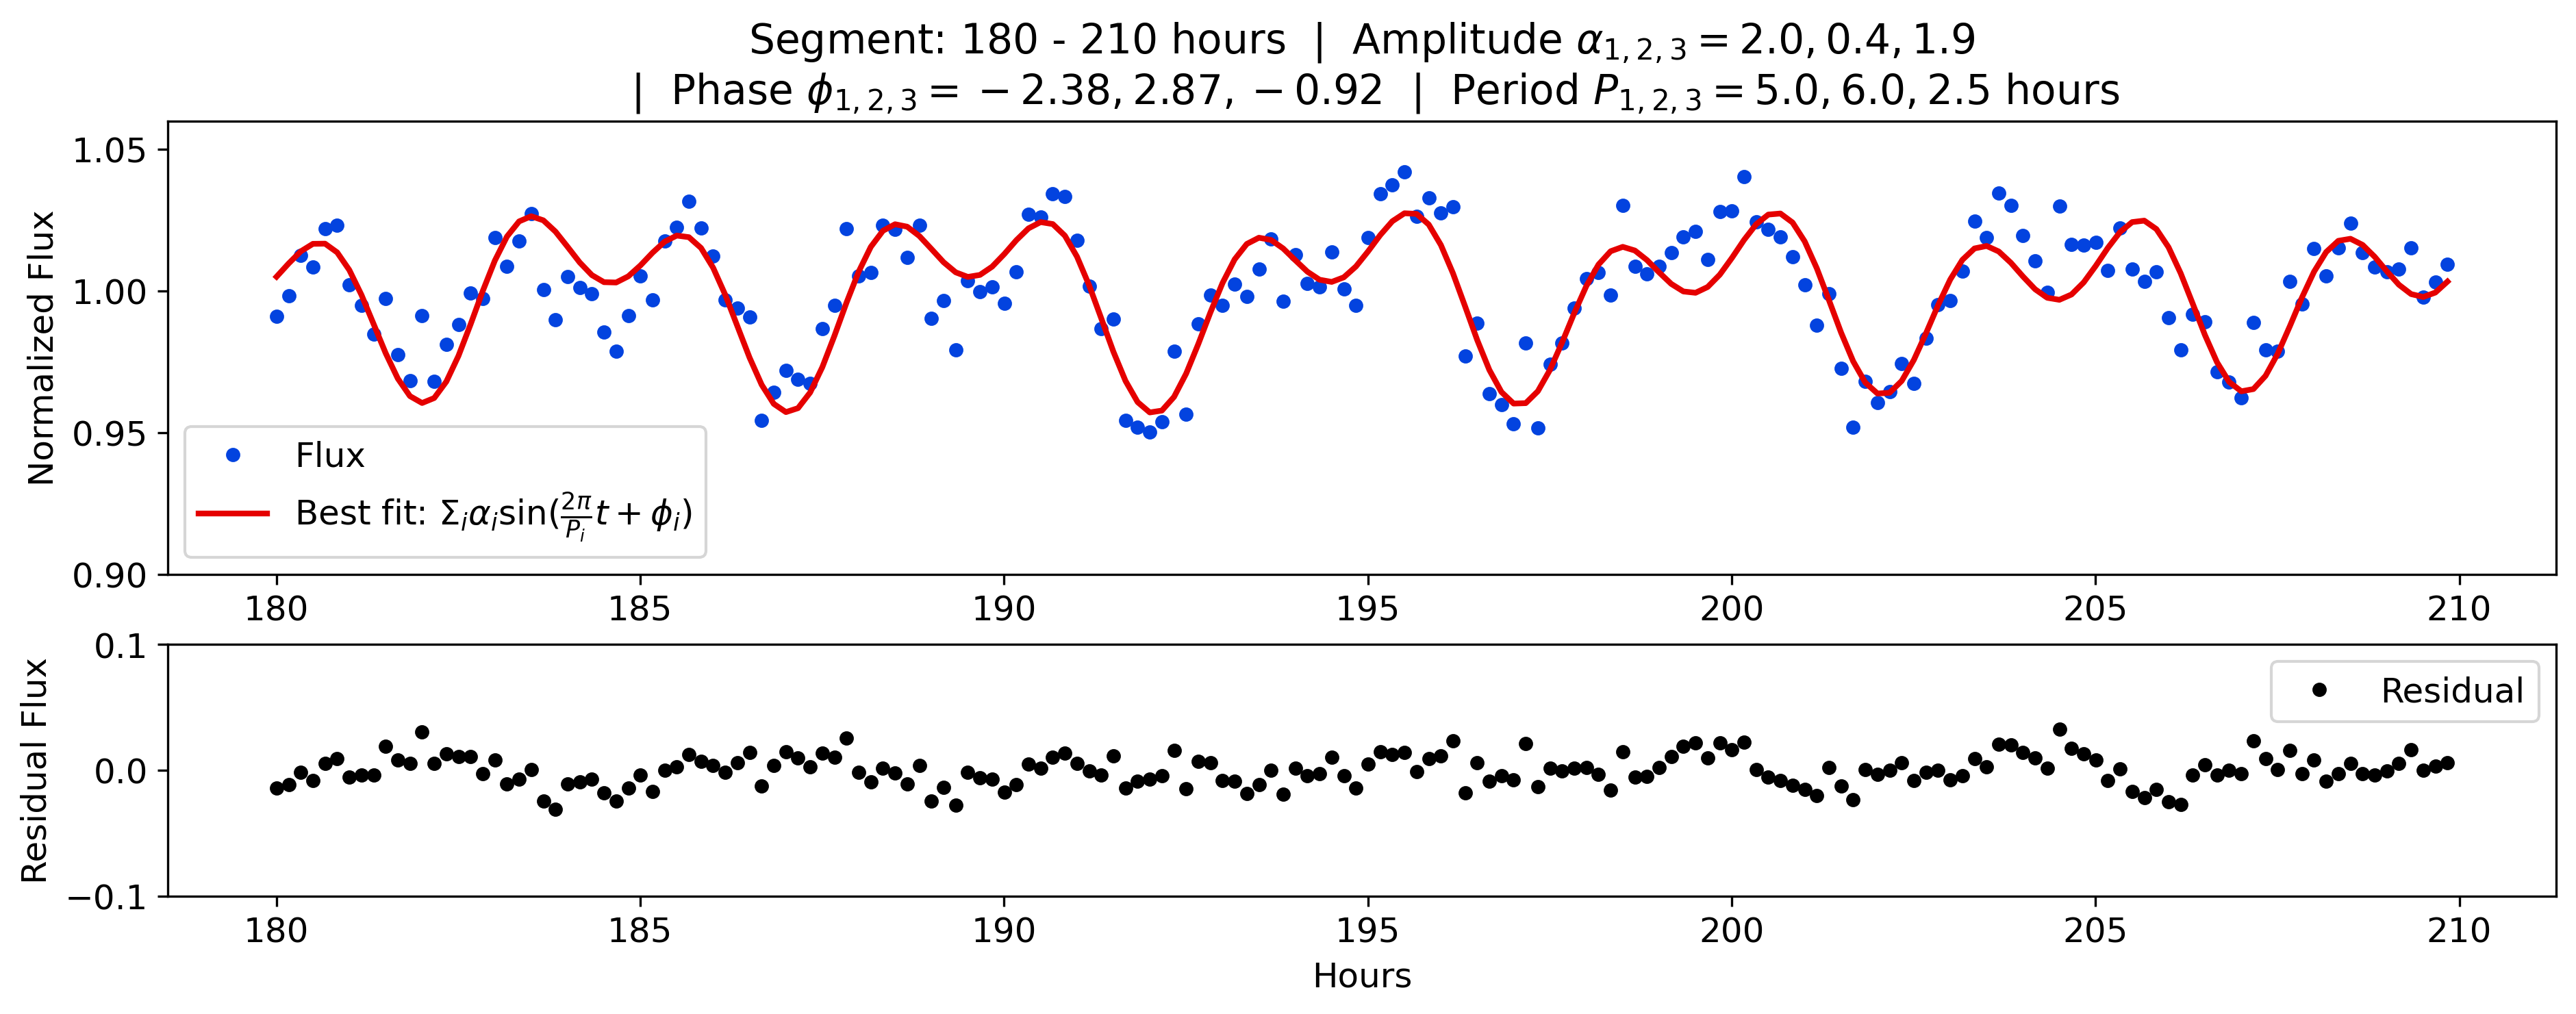 Segment: 180 - 210 hours | Amplitude α₁,₂,₃ = 2.0, 0.4, 1.9
| Phase ϕ₁,₂,₃ = −2.38, 2.87, −0.92 | Period P₁,₂,₃ = 5.0, 6.0, 2.5 hours
Normalized Flux
1.05
1.00
0.95
0.90
Flux
Best fit: Σᵢαᵢsin(2π/Pᵢ t + ϕᵢ)
180 185 190 195 200 205 210
Residual Flux
0.1
0.0
−0.1
Residual
180 185 190 195 200 205 210
Hours